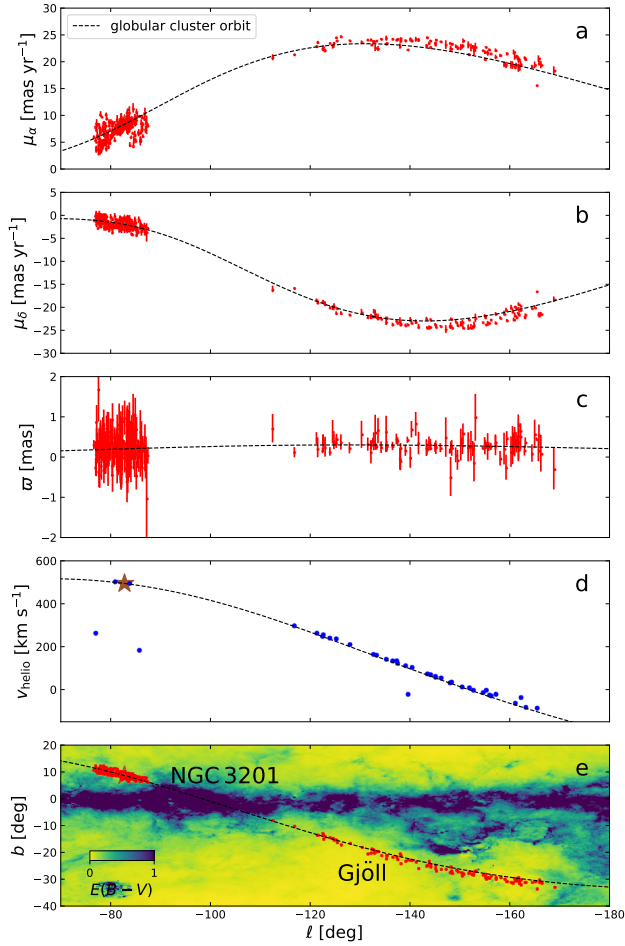 globular cluster orbit
a
30
25
20
15
10
5
0
μα [mas yr⁻¹]
b
5
0
−5
−10
−15
−20
−25
−30
μδ [mas yr⁻¹]
c
2
1
0
−1
−2
ϖ [mas]
d
600
400
200
0
vhelio [km s⁻¹]
e
20
10
0
−10
−20
−30
−40
b [deg]
NGC 3201
Gjöll
0 1
E(B − V)
−80 −100 −120 −140 −160 −180
ℓ [deg]